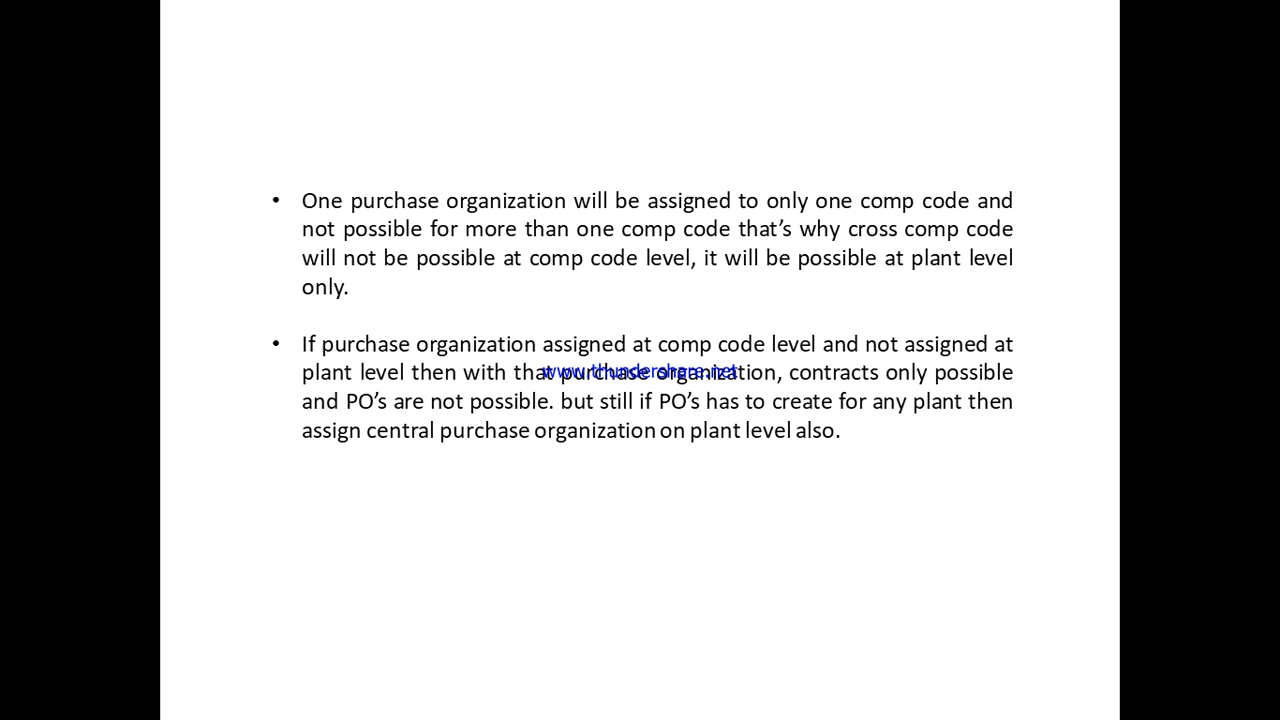 • One purchase organization will be assigned to only one comp code and
not possible for more than one comp code that’s why cross comp code
will not be possible at comp code level, it will be possible at plant level
only.
• If purchase organization assigned at comp code level and not assigned at
plant level then with that purchase organization, contracts only possible
and PO’s are not possible. but still if PO’s has to create for any plant then
assign central purchase organization on plant level also.
www.thundershare.net